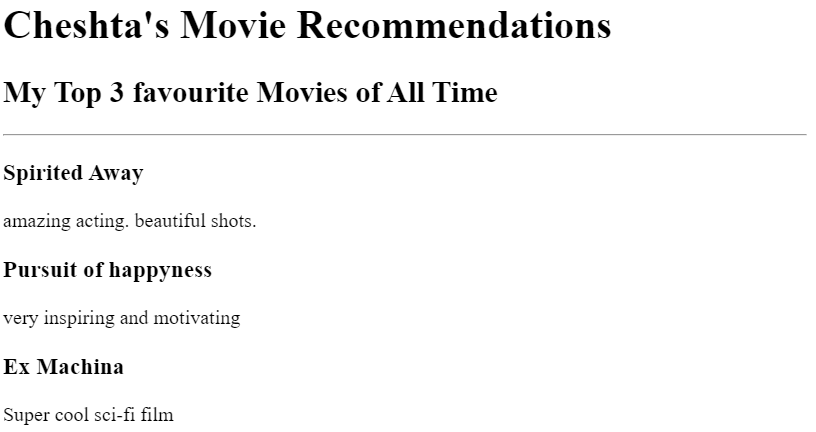 Cheshta's Movie Recommendations
My Top 3 favourite Movies of All Time
Spirited Away
amazing acting. beautiful shots.
Pursuit of happyness
very inspiring and motivating
Ex Machina
Super cool sci-fi film